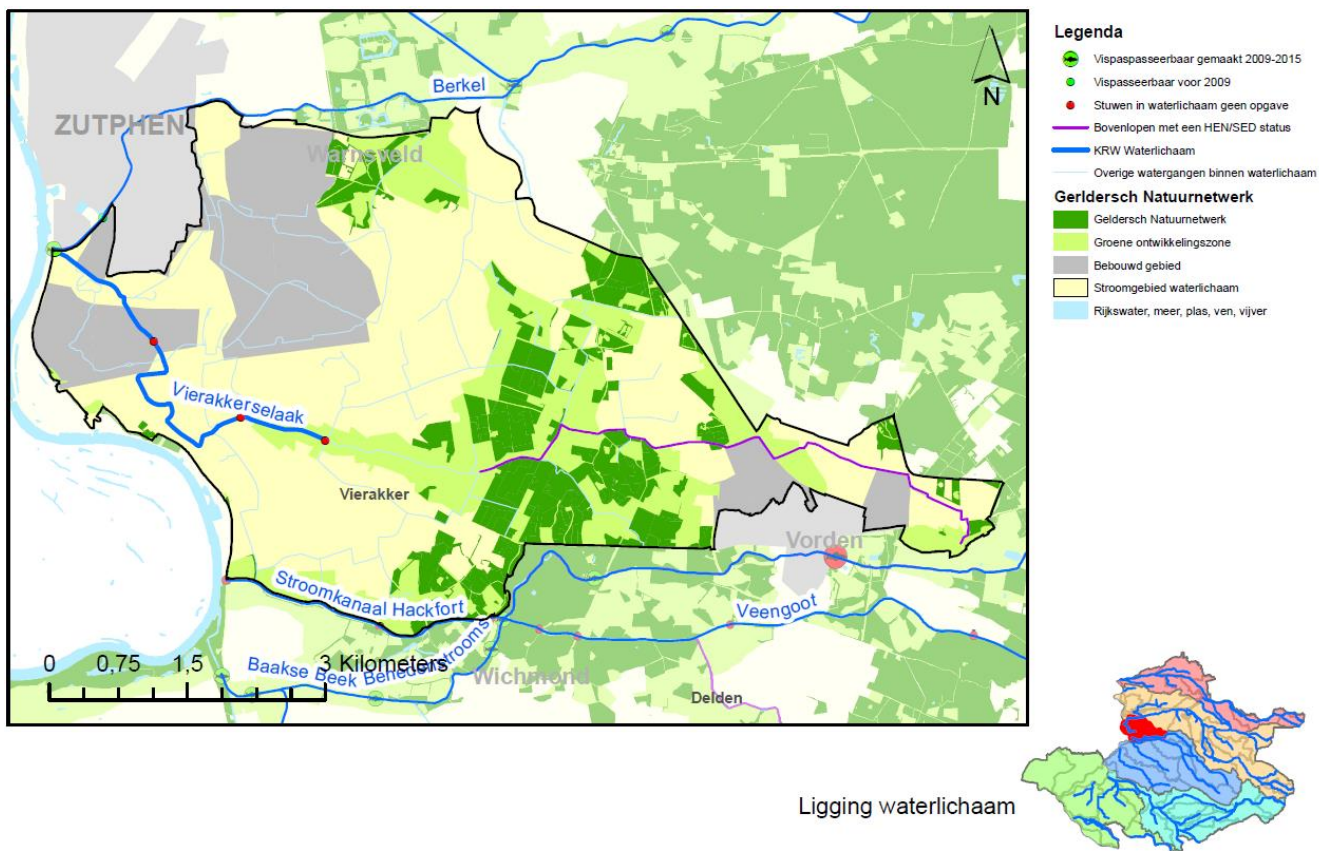 Berkel
N
ZUTPHEN
Warnsveld
Vierakkerselaak
Vierakker
Vorden
Stroomkanaal Hackfort
Veengoot
0 0,75 1,5 3 Kilometers
Baakse Beek Benedenstrooms
Wichmond
Delden
Legenda
Vispaspasseerbaar gemaakt 2009-2015
Vispasseerbaar voor 2009
Stuwen in waterlichaam geen opgave
Bovenlopen met een HEN/SED status
KRW Waterlichaam
Overige watergangen binnen waterlichaam
Gerldersch Natuurnetwerk
Geldersch Natuurnetwerk
Groene ontwikkelingszone
Bebouwd gebied
Stroomgebied waterlichaam
Rijkswater, meer, plas, ven, vijver
Ligging waterlichaam